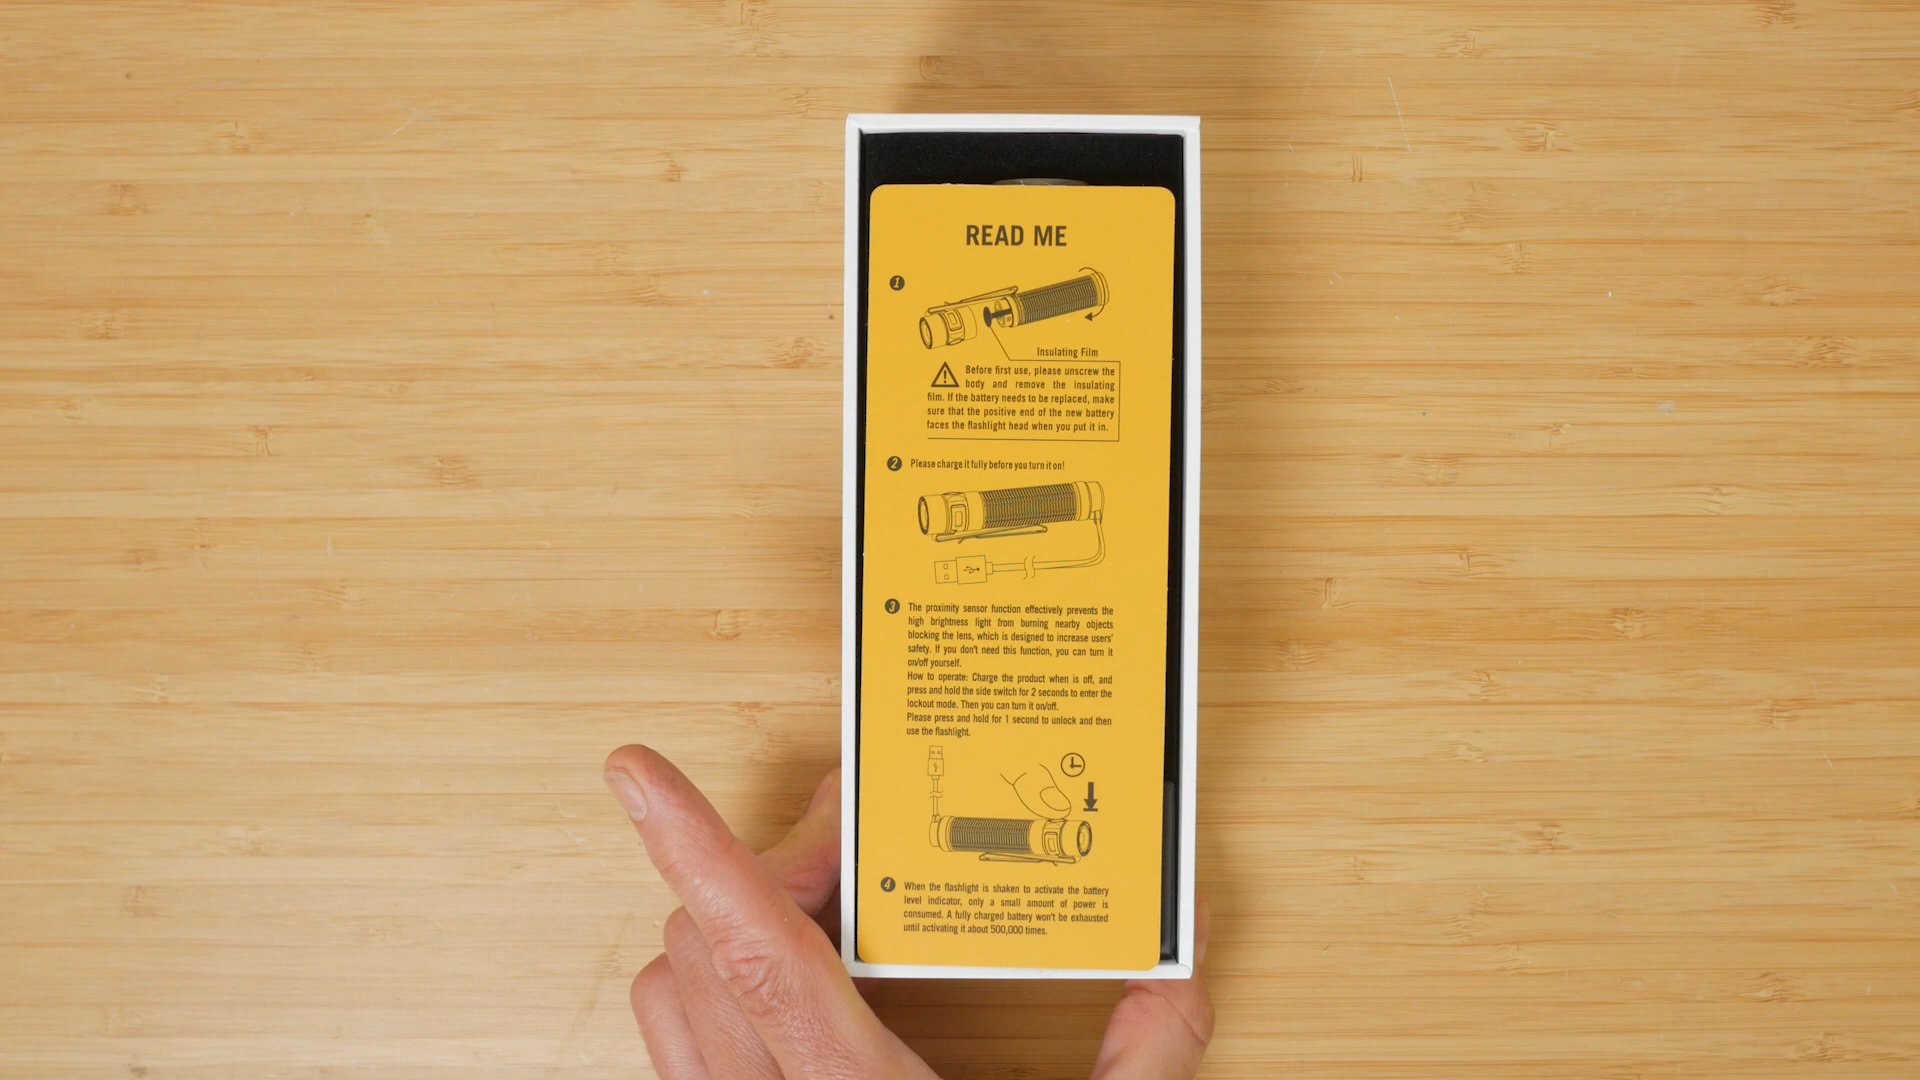 READ ME
1
Insulating Film
Before first use, please unscrew the
body and remove the insulating
film. If the battery needs to be replaced, make
sure that the positive end of the new battery
faces the flashlight head when you put it in.
2 Please charge it fully before you turn it on!
3 The proximity sensor function effectively prevents the
high brightness light from burning nearby objects
blocking the lens, which is designed to increase users'
safety. If you don't need this function, you can turn it
on/off yourself.
How to operate: Charge the product when is off, and
press and hold the side switch for 2 seconds to enter the
lockout mode. Then you can turn it on/off.
Please press and hold for 1 second to unlock and then
use the flashlight.
4 When the flashlight is shaken to activate the battery
level indicator, only a small amount of power is
consumed. A fully charged battery won't be exhausted
until activating it about 500,000 times.